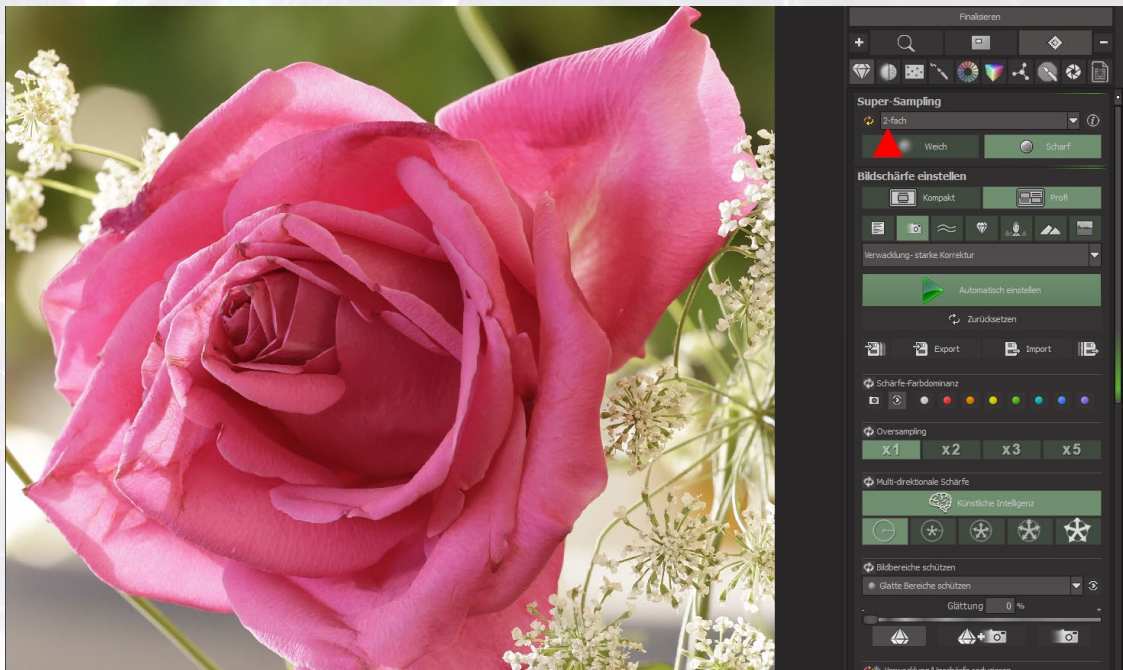 Finalisieren
Super-Sampling
2-fach
Weich Scharf
Bildschärfe einstellen
Kompakt Profi
Verwacklung- starke Korrektur
Automatisch einstellen
Zurücksetzen
Export Import
Schärfe-Farbdominanz
Oversampling
x1 x2 x3 x5
Multi-direktionale Schärfe
Künstliche Intelligenz
Bildbereiche schützen
Glatte Bereiche schützen
Glättung 0 %
- +